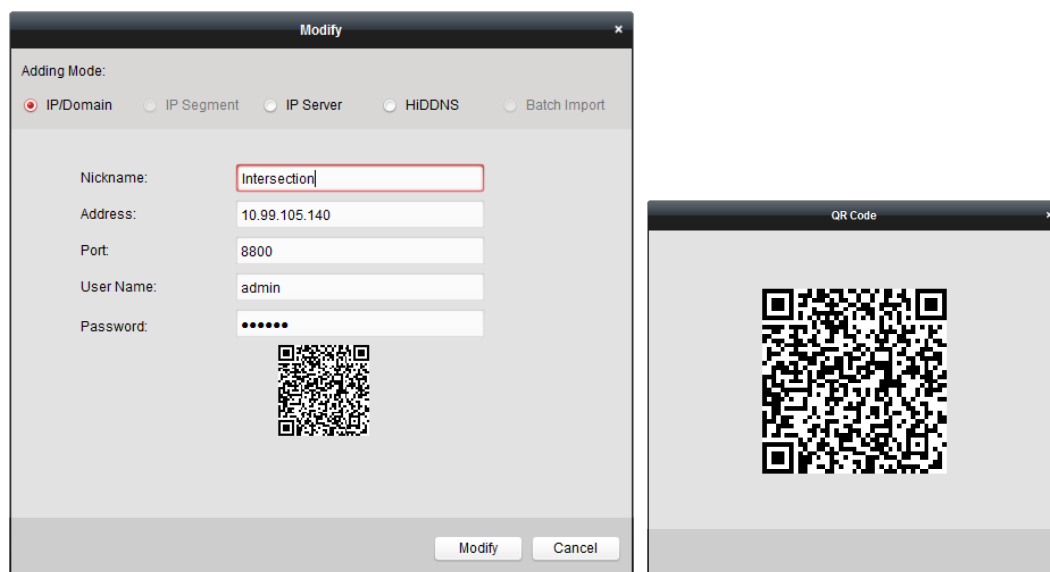 Modify ×
Adding Mode:
IP/Domain IP Segment IP Server HiDDNS Batch Import
Nickname: Intersection
Address: 10.99.105.140
Port: 8800
User Name: admin
Password: ●●●●●●
Modify Cancel
QR Code ×